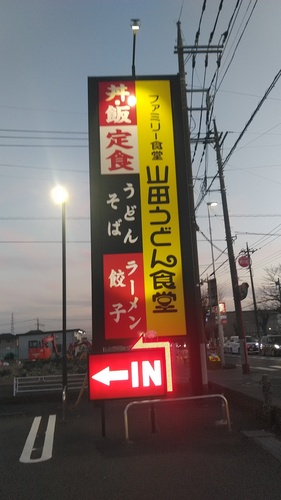 ファミリー食堂
山田うどん食堂
丼・飯
定食
うどん
そば
ラーメン
餃子
←IN